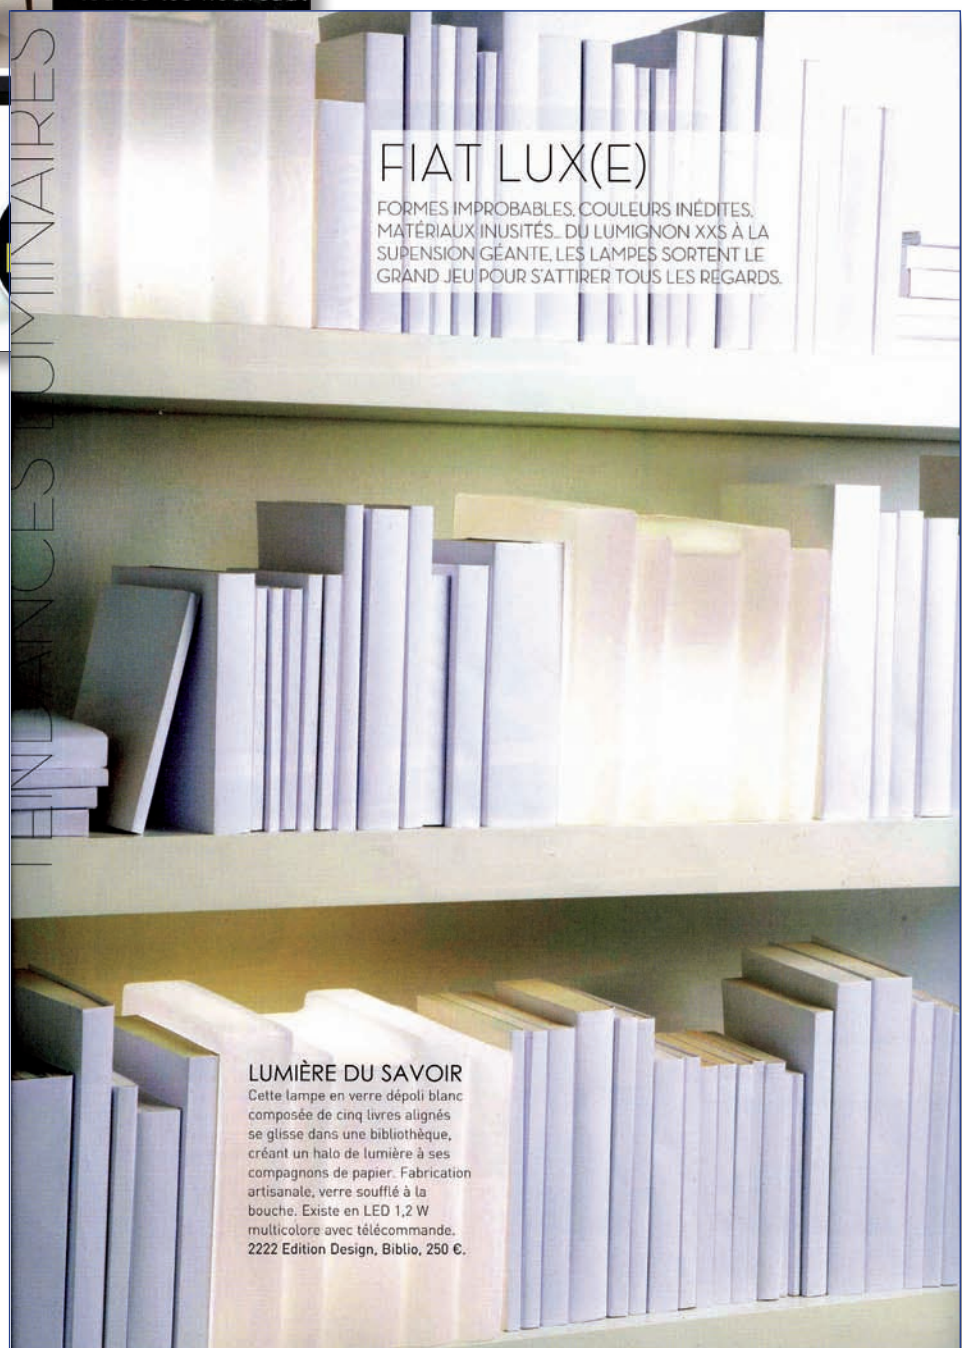 TENDANCES LUMINAIRES
FIAT LUX(E)
FORMES IMPROBABLES, COULEURS INÉDITES,
MATÉRIAUX INUSITÉS... DU LUMIGNON XXS À LA
SUPENSION GÉANTE, LES LAMPES SORTENT LE
GRAND JEU POUR S'ATTIRER TOUS LES REGARDS.
LUMIÈRE DU SAVOIR
Cette lampe en verre dépoli blanc
composée de cinq livres alignés
se glisse dans une bibliothèque,
créant un halo de lumière à ses
compagnons de papier. Fabrication
artisanale, verre soufflé à la
bouche. Existe en LED 1,2 W
multicolore avec télécommande.
2222 Edition Design, Biblio, 250 €.